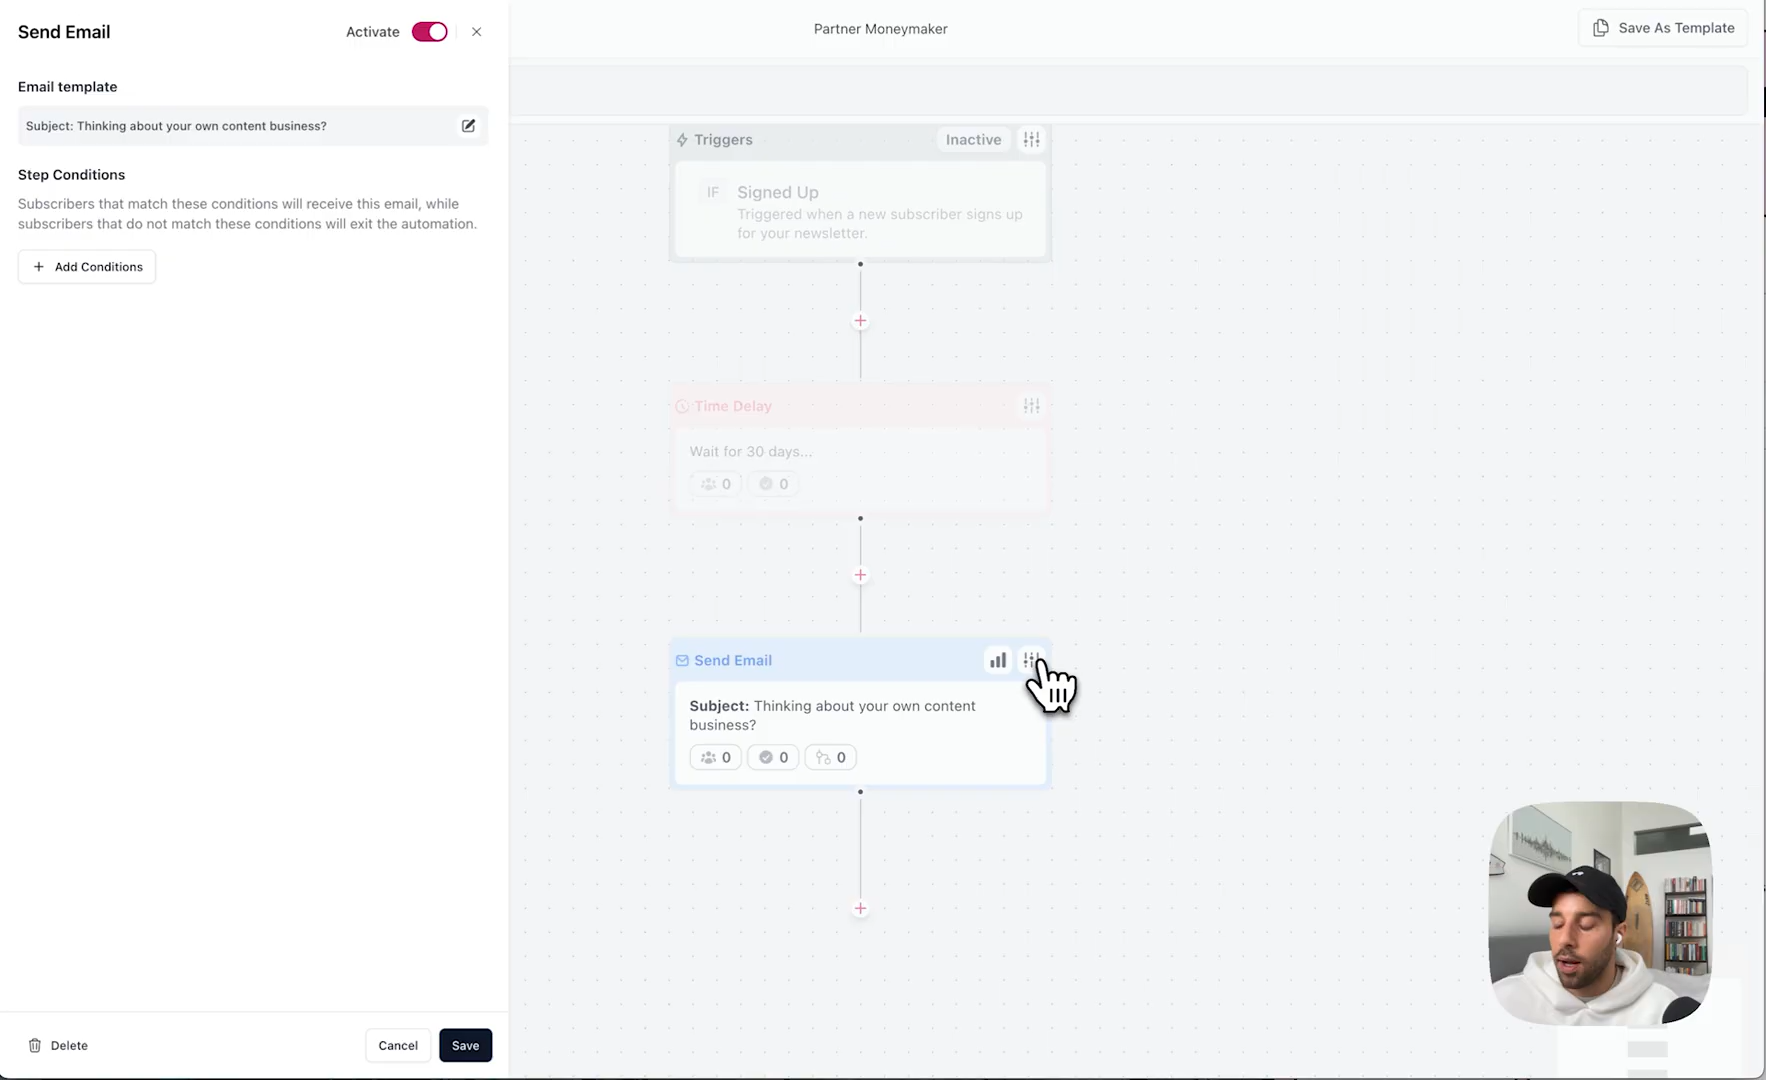 Send Email
Activate
Partner Moneymaker
Save As Template
Email template
Subject: Thinking about your own content business?
Step Conditions
Subscribers that match these conditions will receive this email, while
subscribers that do not match these conditions will exit the automation.
Add Conditions
Triggers
Inactive
IF
Signed Up
Triggered when a new subscriber signs up
for your newsletter.
Time Delay
Wait for 30 days...
0
0
Send Email
Subject: Thinking about your own content
business?
0
0
0
Delete
Cancel
Save